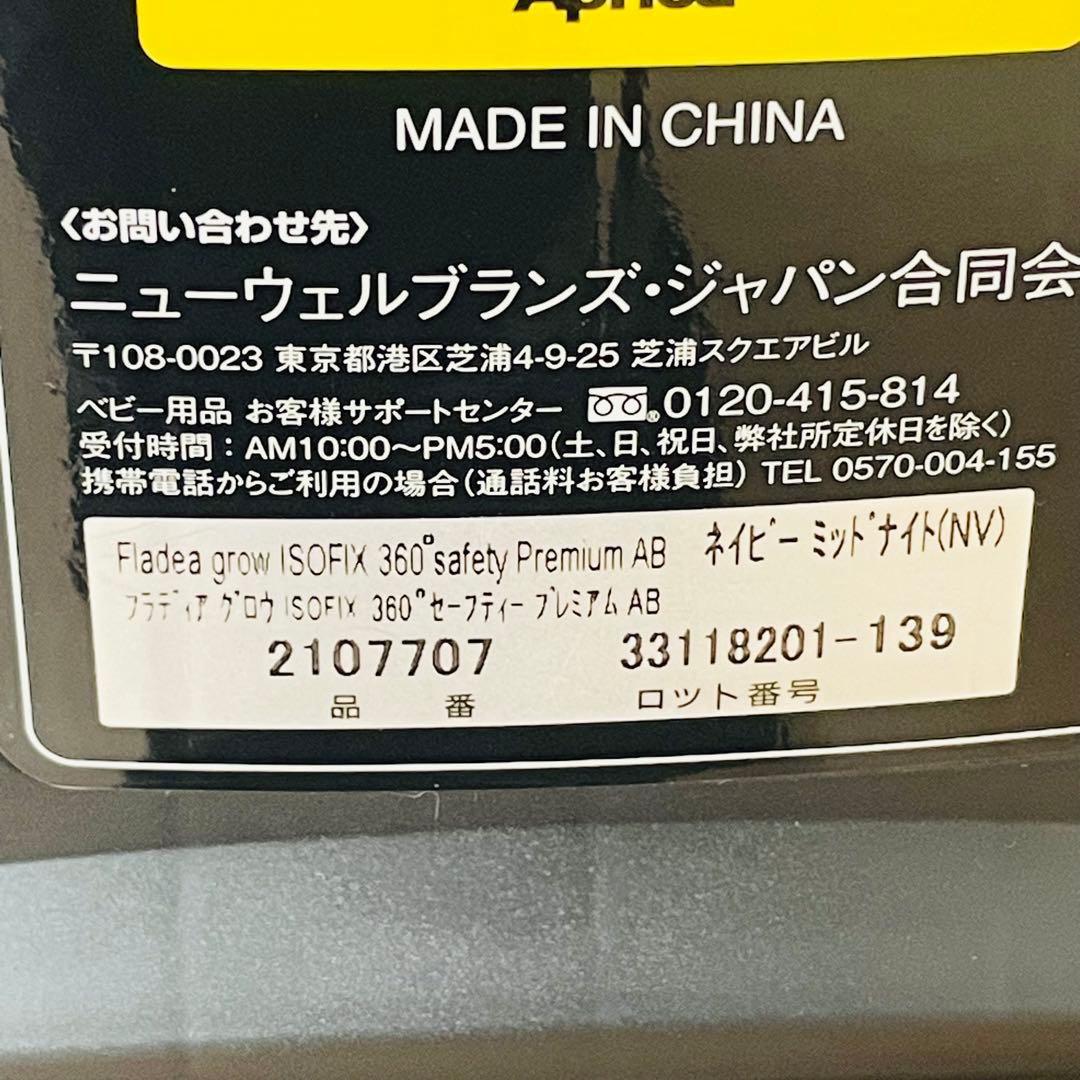 Aprica
MADE IN CHINA
〈お問い合わせ先〉
ニューウェルブランズ・ジャパン合同会
〒108-0023 東京都港区芝浦4-9-25 芝浦スクエアビル
ベビー用品 お客様サポートセンター 0120-415-814
受付時間：AM10:00～PM5:00(土、日、祝日、弊社所定休日を除く)
携帯電話からご利用の場合(通話料お客様負担) TEL 0570-004-155
Fladea grow ISOFIX 360°safety Premium AB ネイビー ミッドナイト(NV)
フラディア グロウ ISOFIX 360°セーフティー プレミアム AB
2107707 33118201-139
品番 ロット番号